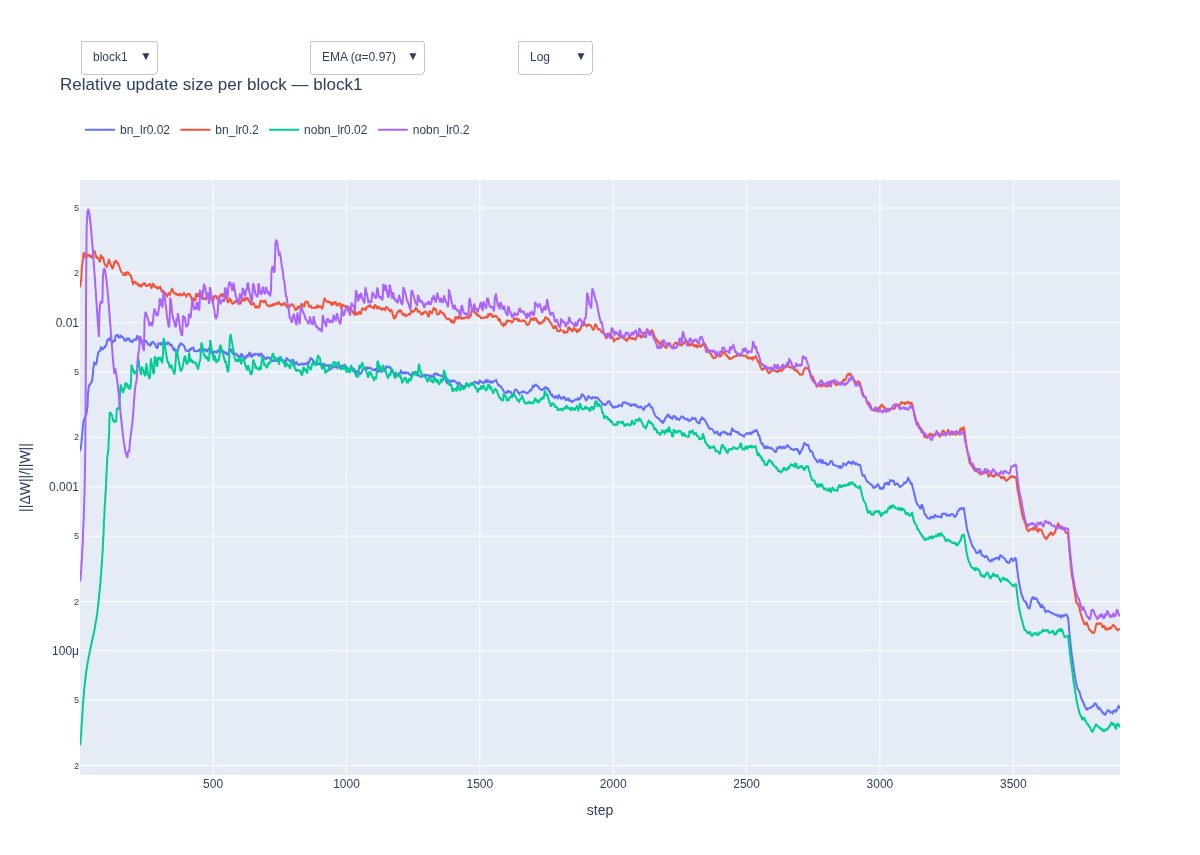 block1 ▼ EMA (α=0.97) ▼ Log ▼
Relative update size per block — block1
bn_lr0.02 bn_lr0.2 nobn_lr0.02 nobn_lr0.2
5
2
0.01
5
2
0.001
5
2
100μ
5
2
||ΔW||/||W||
500 1000 1500 2000 2500 3000 3500
step